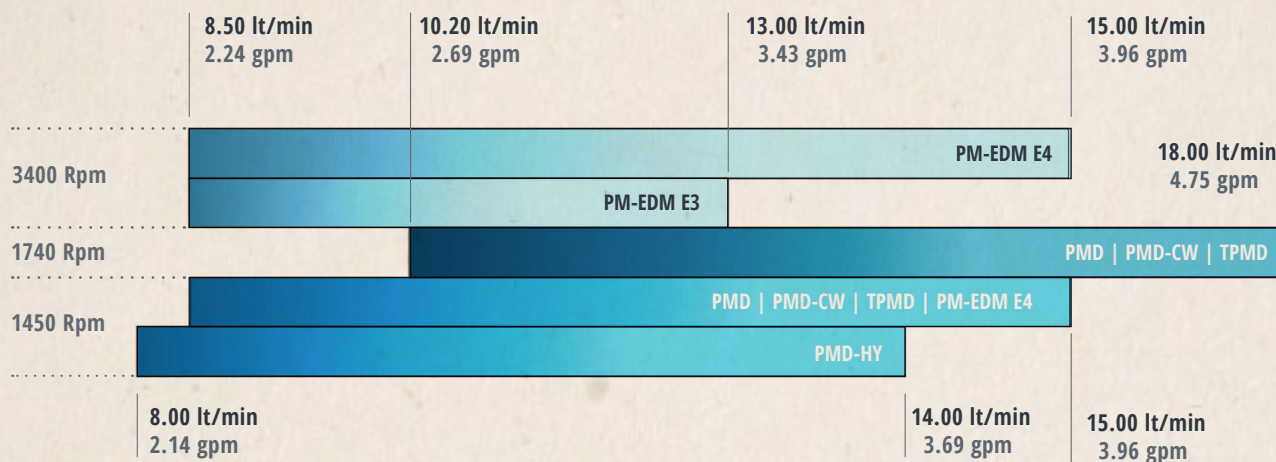 8.50 lt/min
2.24 gpm
10.20 lt/min
2.69 gpm
13.00 lt/min
3.43 gpm
15.00 lt/min
3.96 gpm
3400 Rpm
PM-EDM E4
18.00 lt/min
4.75 gpm
PM-EDM E3
1740 Rpm
PMD | PMD-CW | TPMD
1450 Rpm
PMD | PMD-CW | TPMD | PM-EDM E4
PMD-HY
8.00 lt/min
2.14 gpm
14.00 lt/min
3.69 gpm
15.00 lt/min
3.96 gpm